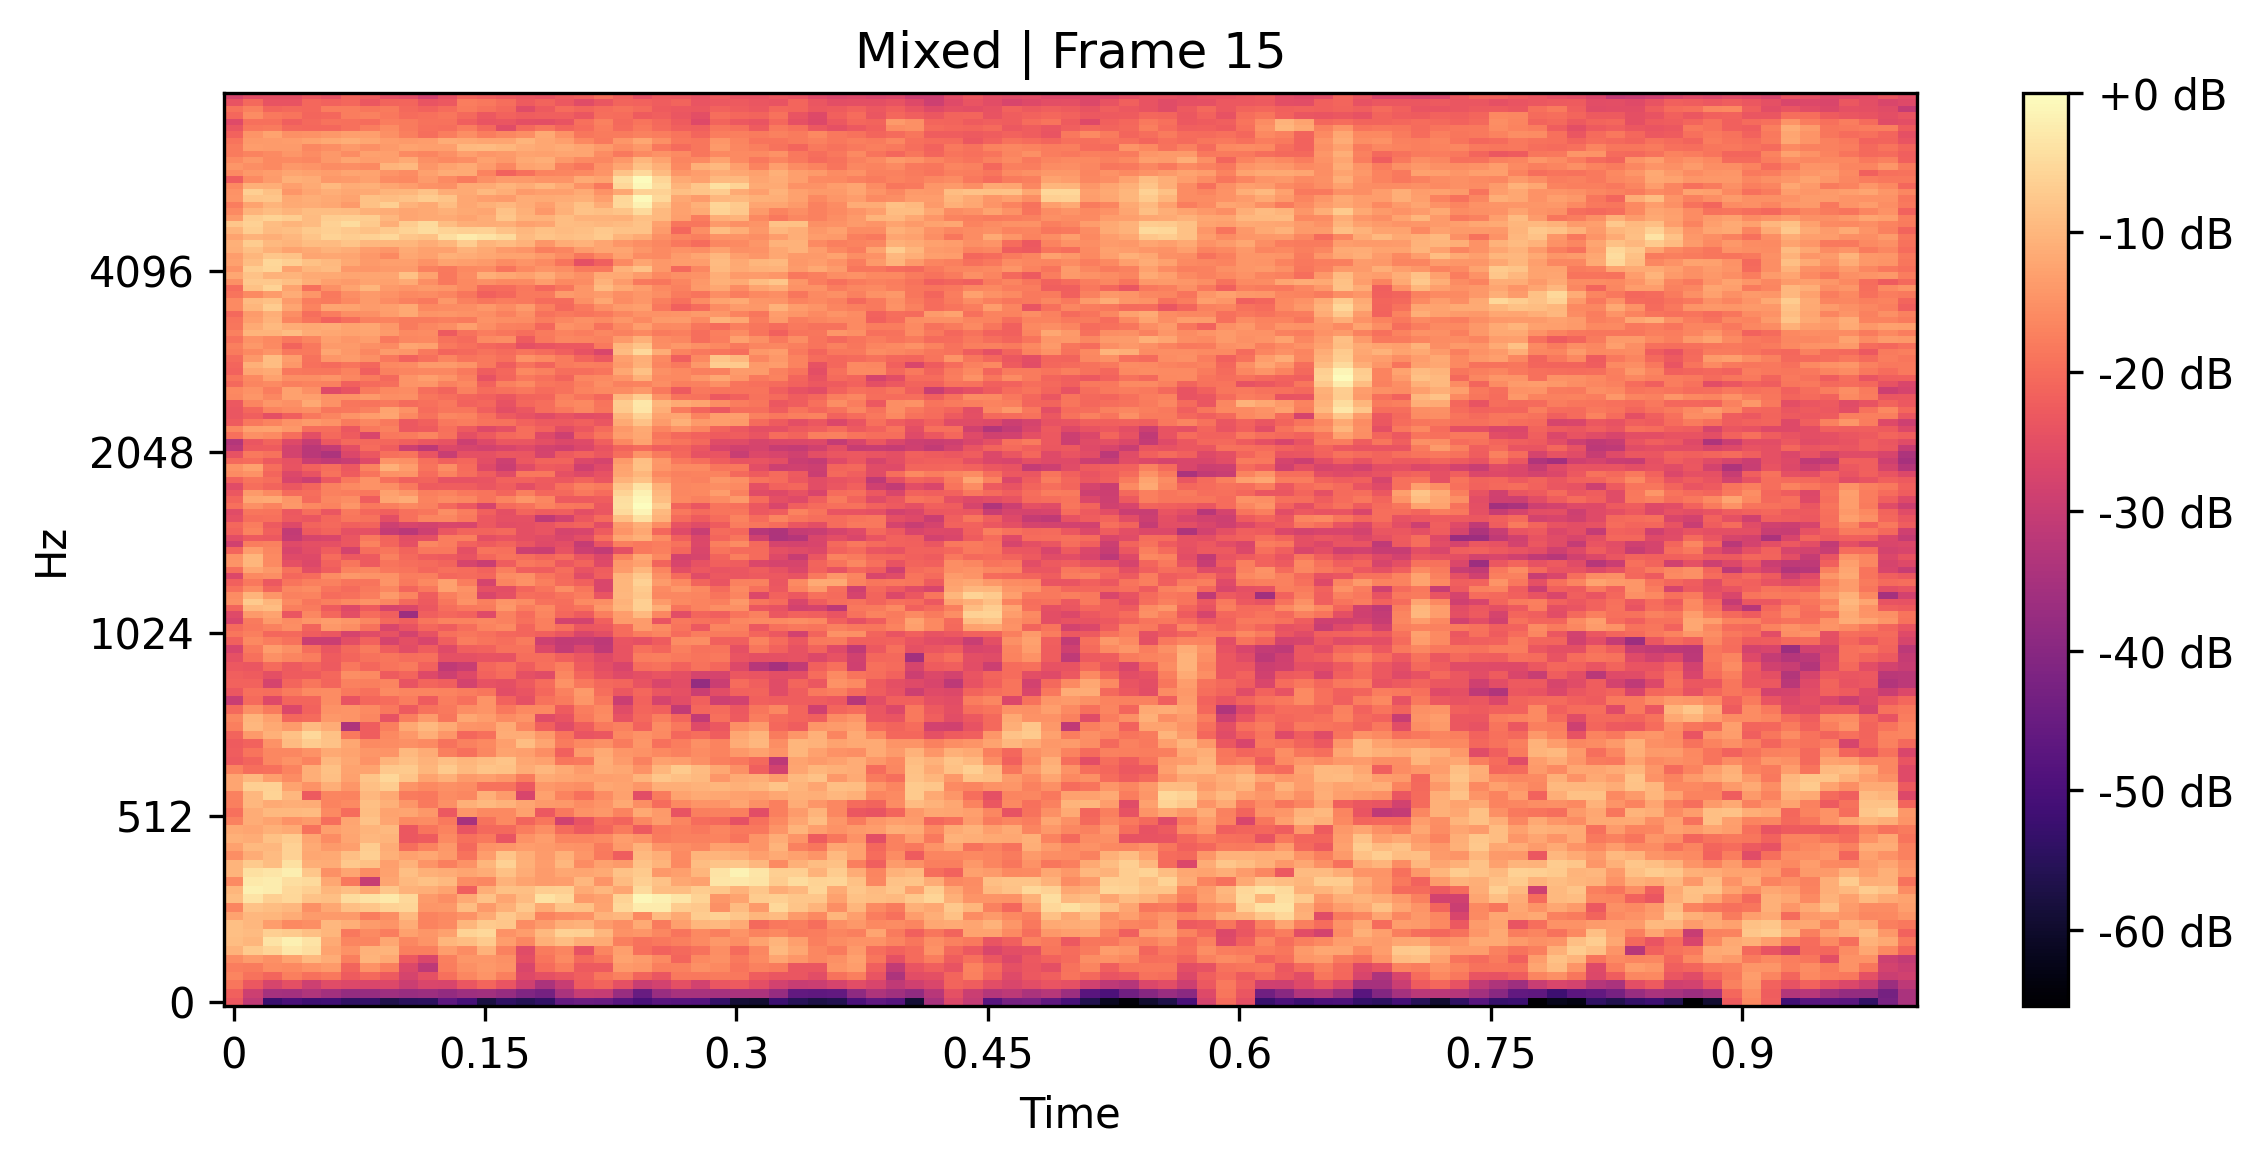 Mixed | Frame 15
+0 dB
-10 dB
-20 dB
-30 dB
-40 dB
-50 dB
-60 dB
Hz
4096
2048
1024
512
0
0 0.15 0.3 0.45 0.6 0.75 0.9
Time